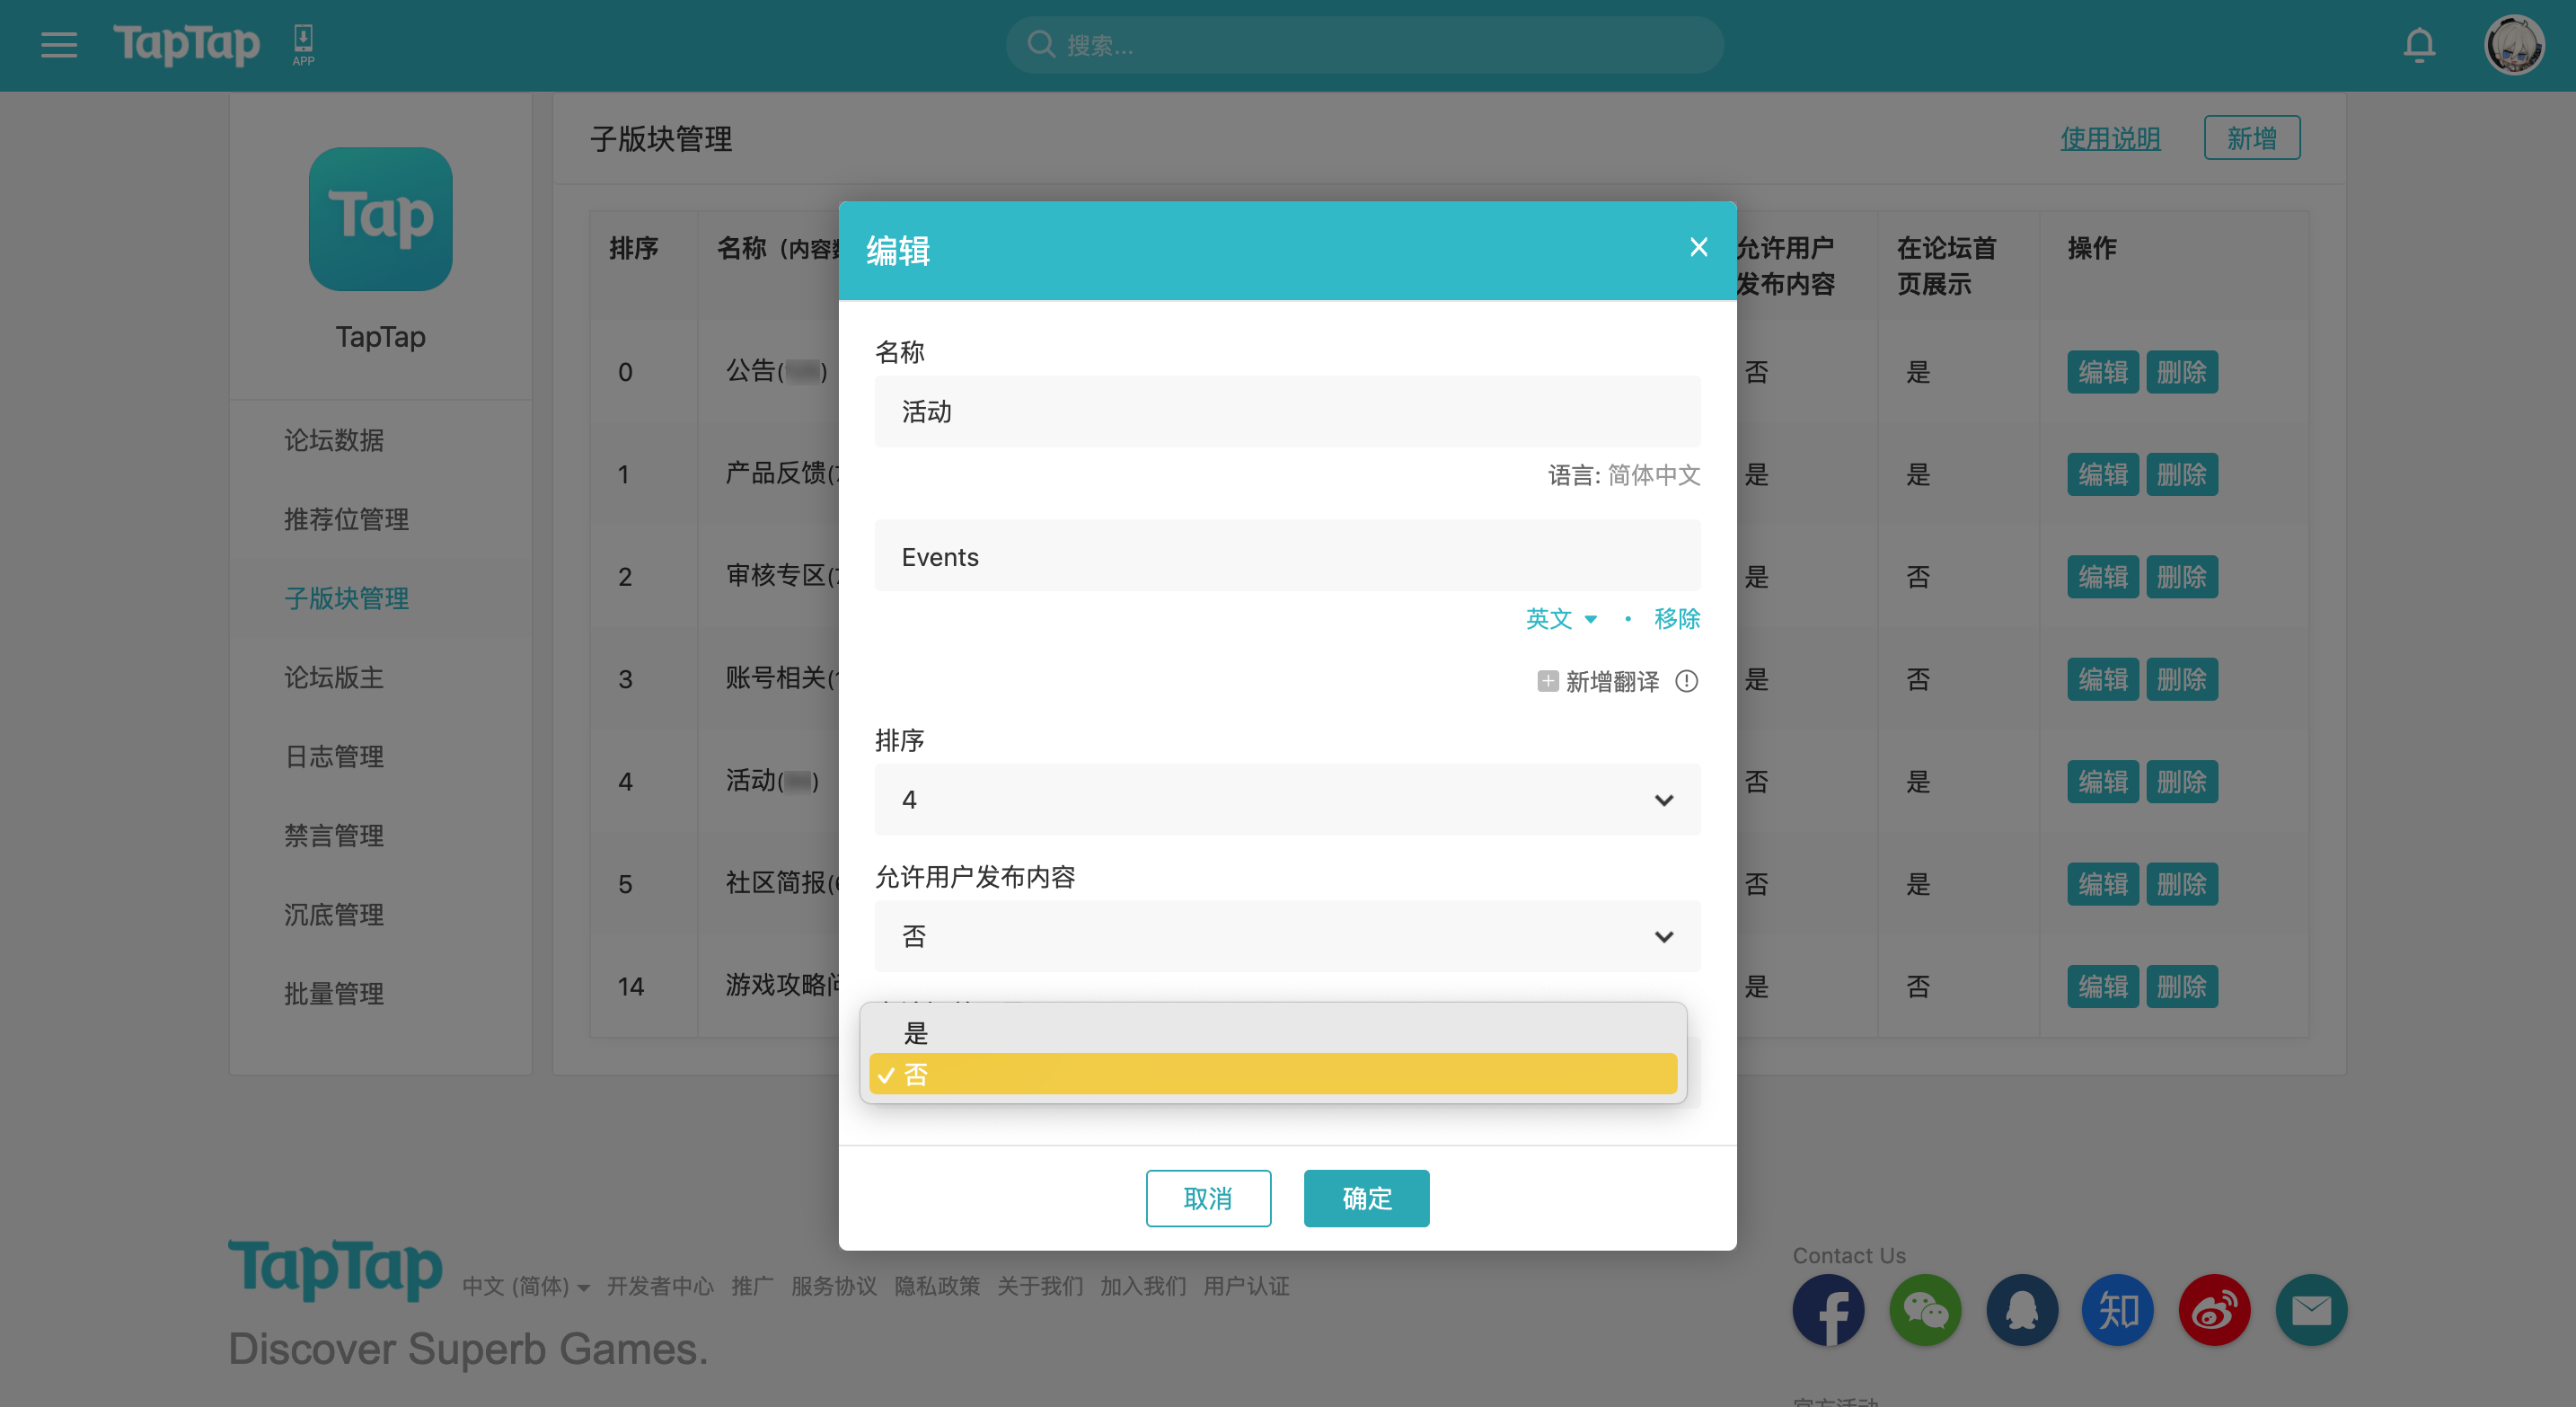 TapTap
APP
搜索...
Tap
TapTap
论坛数据
推荐位管理
子版块管理
论坛版主
日志管理
禁言管理
沉底管理
批量管理
子版块管理
使用说明
新增
排序 名称（内容 允许用户发布内容 在论坛首页展示 操作
0 公告( ) 否 是 编辑 删除
1 产品反馈( 是 是 编辑 删除
2 审核专区( 是 否 编辑 删除
3 账号相关( 是 否 编辑 删除
4 活动( ) 否 是 编辑 删除
5 社区简报( 否 是 编辑 删除
14 游戏攻略 是 否 编辑 删除
编辑
名称
活动
语言: 简体中文
Events
英文 · 移除
新增翻译
排序
4
允许用户发布内容
否
是
否
取消 确定
TapTap
中文 (简体) 开发者中心 推广 服务协议 隐私政策 关于我们 加入我们 用户认证
Discover Superb Games.
Contact Us
知